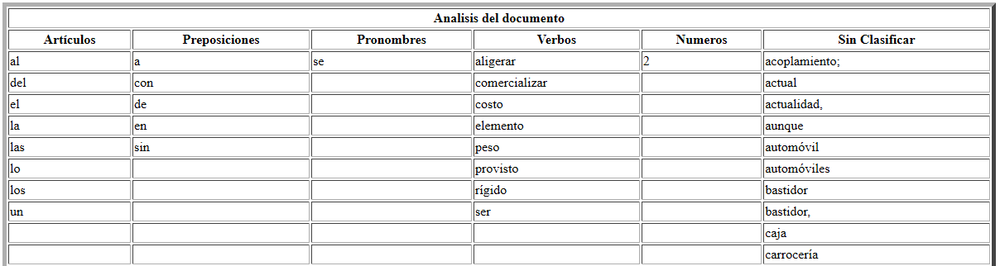 Analisis del documento
Artículos Preposiciones Pronombres Verbos Numeros Sin Clasificar
al a se aligerar 2 acoplamiento;
del con comercializar actual
el de costo actualidad,
la en elemento aunque
las sin peso automóvil
lo provisto automóviles
los rígido bastidor
un ser bastidor,
caja
carrocería